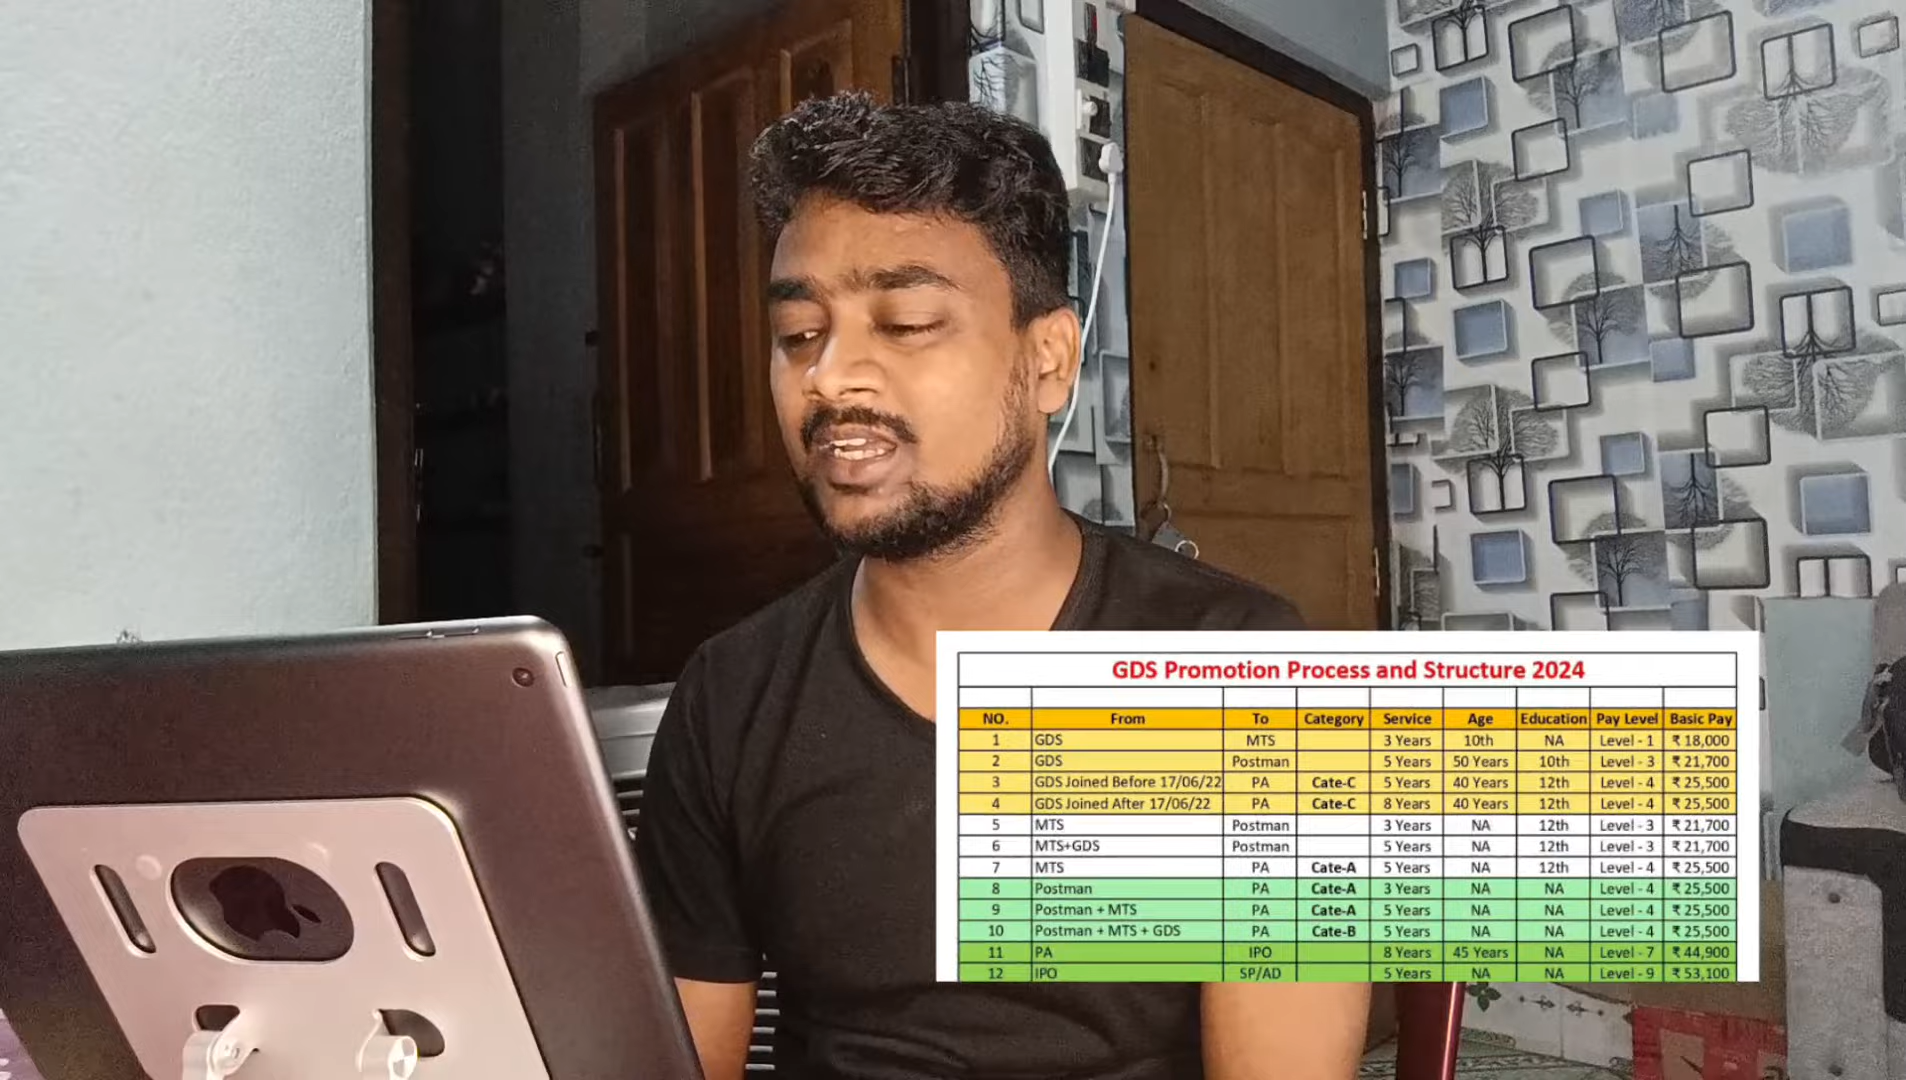 GDS Promotion Process and Structure 2024
NO. From To Category Service Age Education Pay Level Basic Pay
1 GDS MTS 3 Years 10th NA Level - 1 ₹ 18,000
2 GDS Postman 5 Years 50 Years 10th Level - 3 ₹ 21,700
3 GDS Joined Before 17/06/22 PA Cate-C 5 Years 40 Years 12th Level - 4 ₹ 25,500
4 GDS Joined After 17/06/22 PA Cate-C 8 Years 40 Years 12th Level - 4 ₹ 25,500
5 MTS Postman 3 Years NA 12th Level - 3 ₹ 21,700
6 MTS+GDS Postman 5 Years NA 12th Level - 3 ₹ 21,700
7 MTS PA Cate-A 5 Years NA 12th Level - 4 ₹ 25,500
8 Postman PA Cate-A 3 Years NA NA Level - 4 ₹ 25,500
9 Postman + MTS PA Cate-A 5 Years NA NA Level - 4 ₹ 25,500
10 Postman + MTS + GDS PA Cate-B 5 Years NA NA Level - 4 ₹ 25,500
11 PA IPO 8 Years 45 Years NA Level - 7 ₹ 44,900
12 IPO SP/AD 5 Years NA NA Level - 9 ₹ 53,100